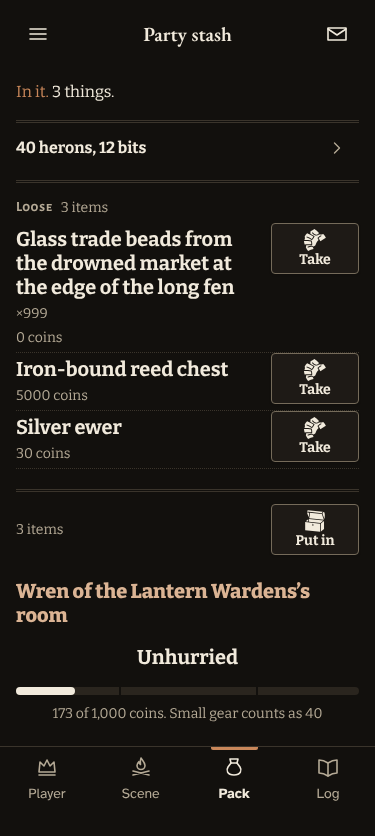 Party stash
In it. 3 things.
40 herons, 12 bits
Loose 3 items
Glass trade beads from
the drowned market at
the edge of the long fen
×999
0 coins
Take
Iron-bound reed chest
5000 coins
Take
Silver ewer
30 coins
Take
3 items
Put in
Wren of the Lantern Wardens’s
room
Unhurried
173 of 1,000 coins. Small gear counts as 40
Player
Scene
Pack
Log